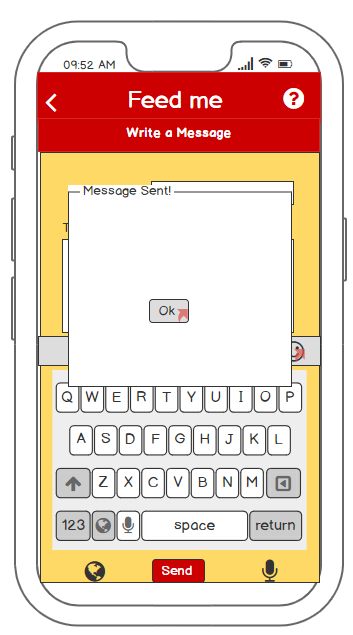 09:52 AM
Feed me
?
Write a Message
Message Sent!
T
Ok
Q W E R T Y U I O P
A S D F G H J K L
Z X C V B N M
123 space return
Send